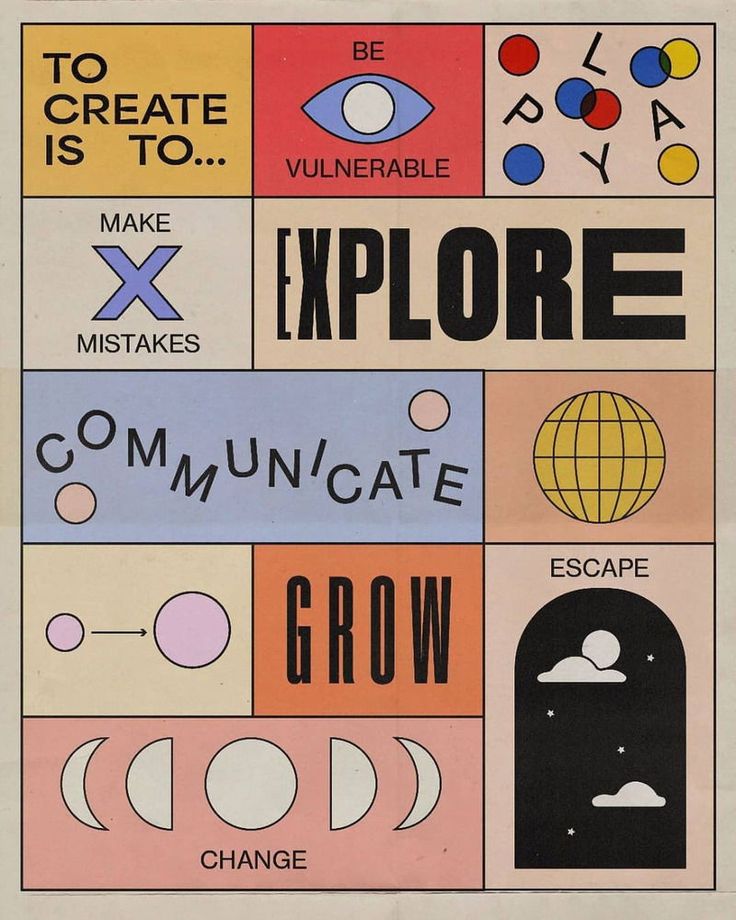 TO
CREATE
IS TO...
BE
VULNERABLE
PLAY
MAKE
X
MISTAKES
EXPLORE
COMMUNICATE
GROW
ESCAPE
CHANGE